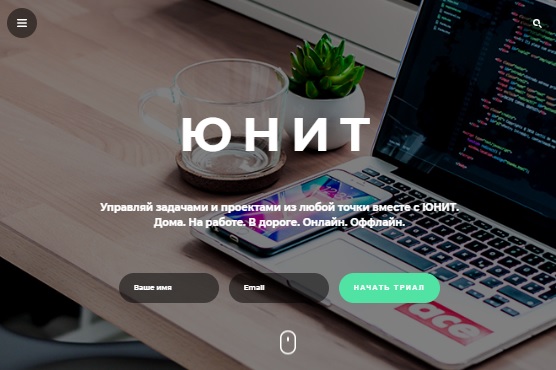 ЮНИТ
Управляй задачами и проектами из любой точки вместе с ЮНИТ.
Дома. На работе. В дороге. Онлайн. Оффлайн.
Ваше имя
Email
НАЧАТЬ ТРИАЛ
ace